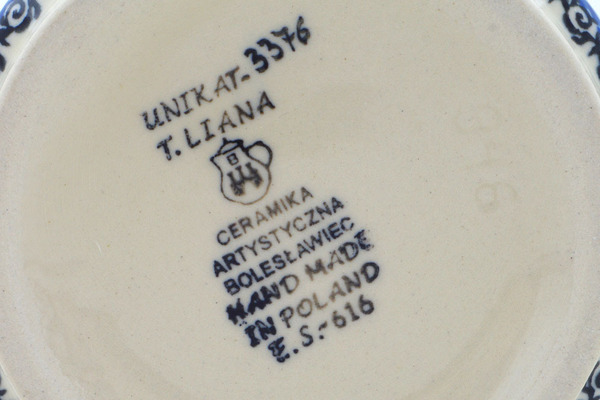 UNIKAT-3376
T. LIANA
B
CERAMIKA
ARTYSTYCZNA
BOLESŁAWIEC
HAND MADE
IN POLAND
E.S.-616